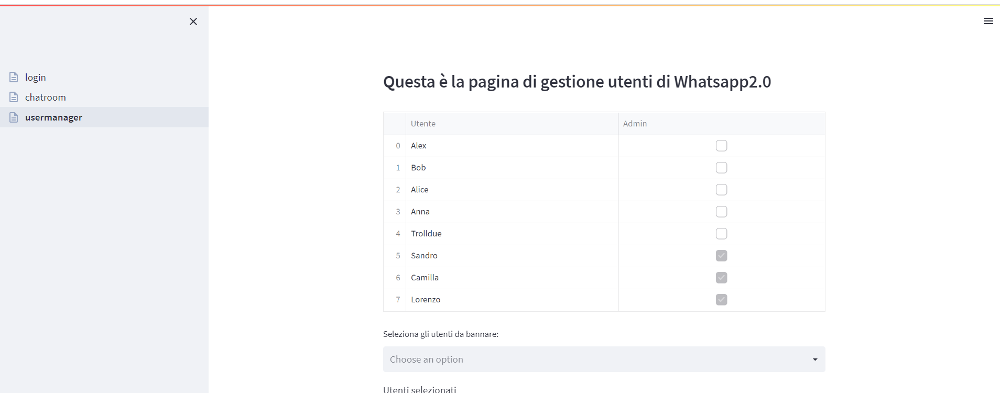 login
chatroom
usermanager
Questa è la pagina di gestione utenti di Whatsapp2.0
Utente Admin
0 Alex
1 Bob
2 Alice
3 Anna
4 Trolldue
5 Sandro
6 Camilla
7 Lorenzo
Seleziona gli utenti da bannare:
Choose an option
Utenti selezionati